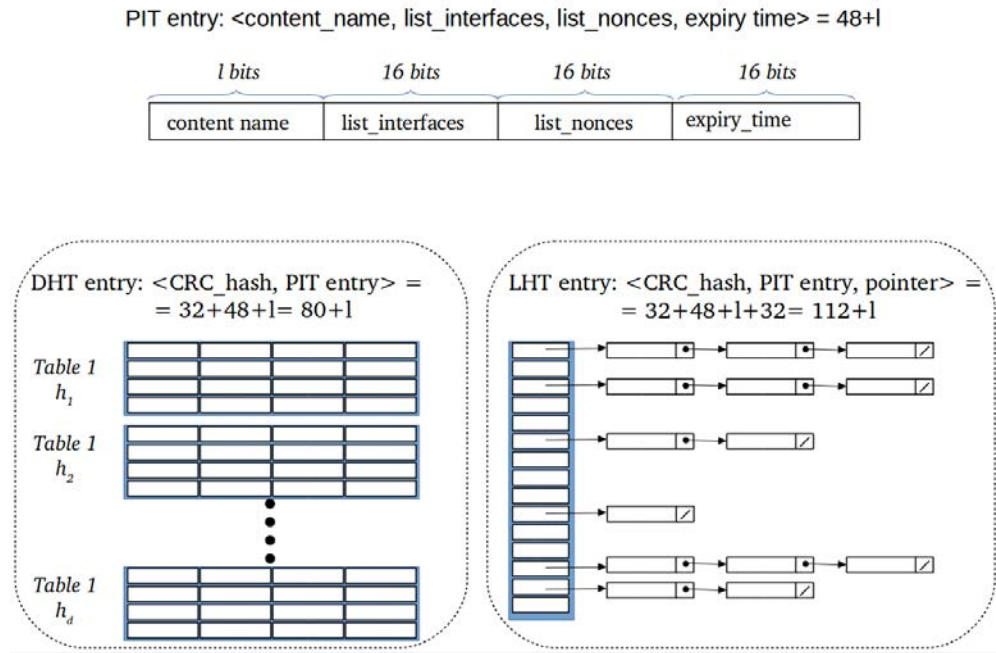 PIT entry: <content_name, list_interfaces, list_nonces, expiry time> = 48+l
l bits 16 bits 16 bits 16 bits
content name list_interfaces list_nonces expiry_time
DHT entry: <CRC_hash, PIT entry> =
= 32+48+l= 80+l
Table 1
h1
Table 1
h2
Table 1
hd
LHT entry: <CRC_hash, PIT entry, pointer> =
= 32+48+l+32= 112+l